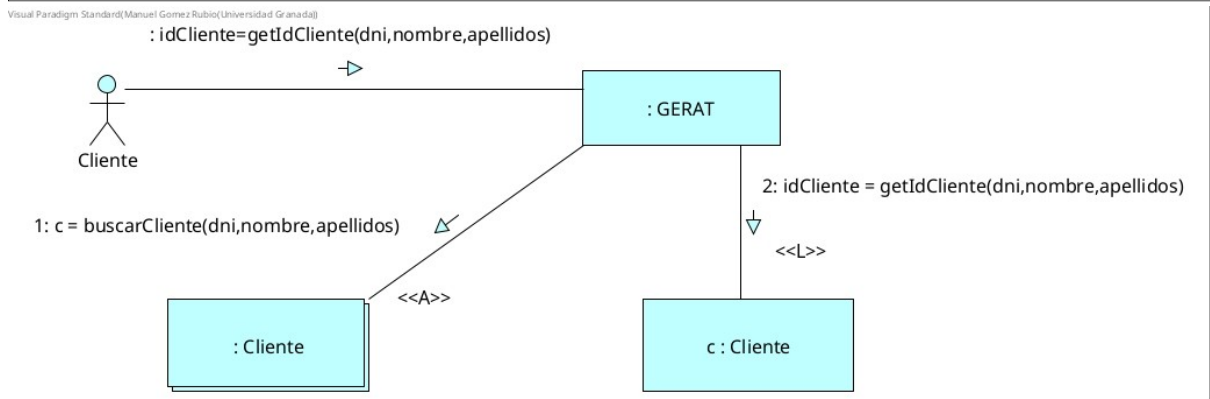 Visual Paradigm Standard(Manuel Gomez Rubio(Universidad Granada))
: idCliente=getIdCliente(dni,nombre,apellidos)
: GERAT
Cliente
2: idCliente = getIdCliente(dni,nombre,apellidos)
1: c = buscarCliente(dni,nombre,apellidos)
<<L>>
<<A>>
: Cliente
c : Cliente